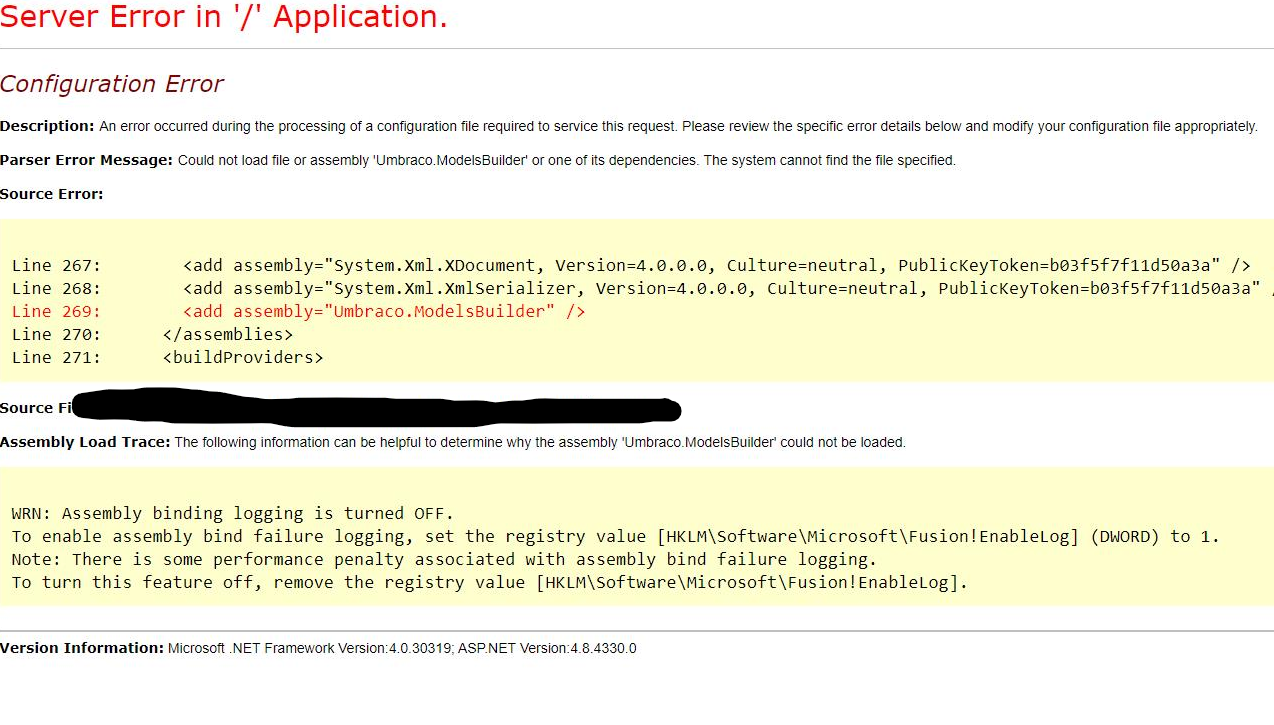 Server Error in '/' Application.
Configuration Error
Description: An error occurred during the processing of a configuration file required to service this request. Please review the specific error details below and modify your configuration file appropriately.
Parser Error Message: Could not load file or assembly 'Umbraco.ModelsBuilder' or one of its dependencies. The system cannot find the file specified.
Source Error:
Line 267:        <add assembly="System.Xml.XDocument, Version=4.0.0.0, Culture=neutral, PublicKeyToken=b03f5f7f11d50a3a" />
Line 268:        <add assembly="System.Xml.XmlSerializer, Version=4.0.0.0, Culture=neutral, PublicKeyToken=b03f5f7f11d50a3a" /
Line 269:        <add assembly="Umbraco.ModelsBuilder" />
Line 270:      </assemblies>
Line 271:      <buildProviders>
Source Fi
Assembly Load Trace: The following information can be helpful to determine why the assembly 'Umbraco.ModelsBuilder' could not be loaded.
WRN: Assembly binding logging is turned OFF.
To enable assembly bind failure logging, set the registry value [HKLM\Software\Microsoft\Fusion!EnableLog] (DWORD) to 1.
Note: There is some performance penalty associated with assembly bind failure logging.
To turn this feature off, remove the registry value [HKLM\Software\Microsoft\Fusion!EnableLog].
Version Information: Microsoft .NET Framework Version:4.0.30319; ASP.NET Version:4.8.4330.0